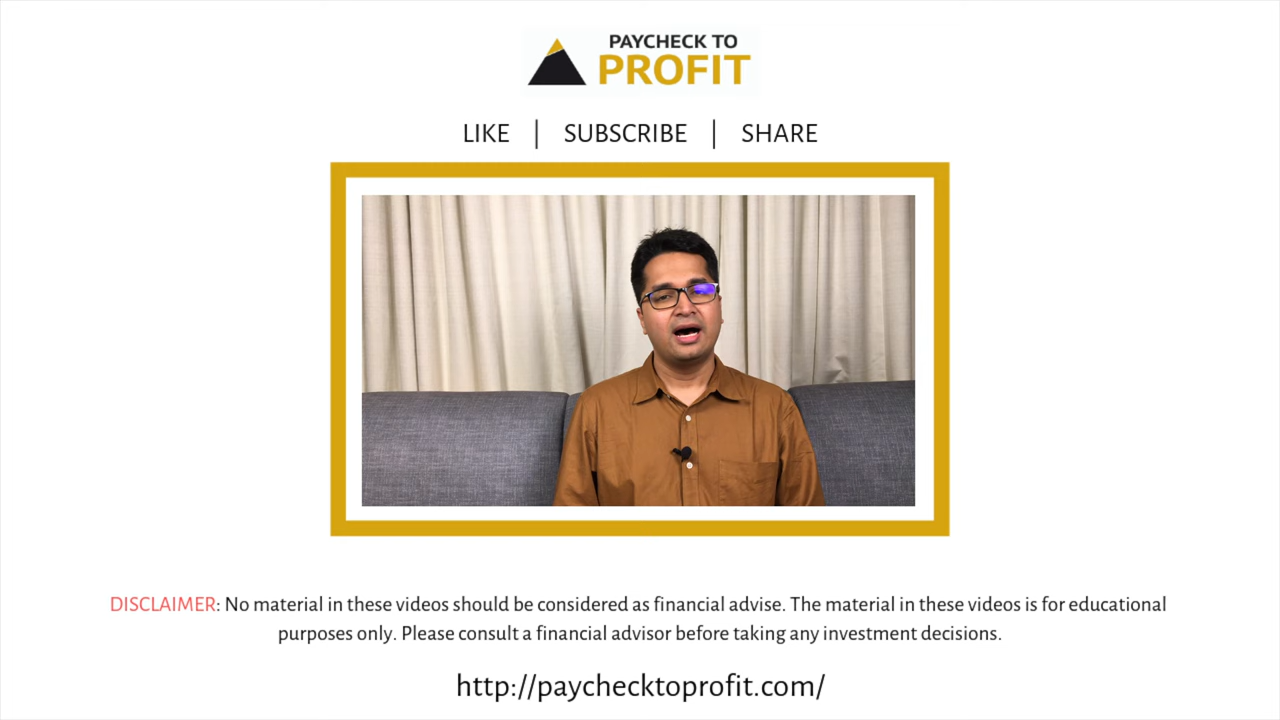 PAYCHECK TO
PROFIT
LIKE | SUBSCRIBE | SHARE
DISCLAIMER: No material in these videos should be considered as financial advise. The material in these videos is for educational
purposes only. Please consult a financial advisor before taking any investment decisions.
http://paychecktoprofit.com/